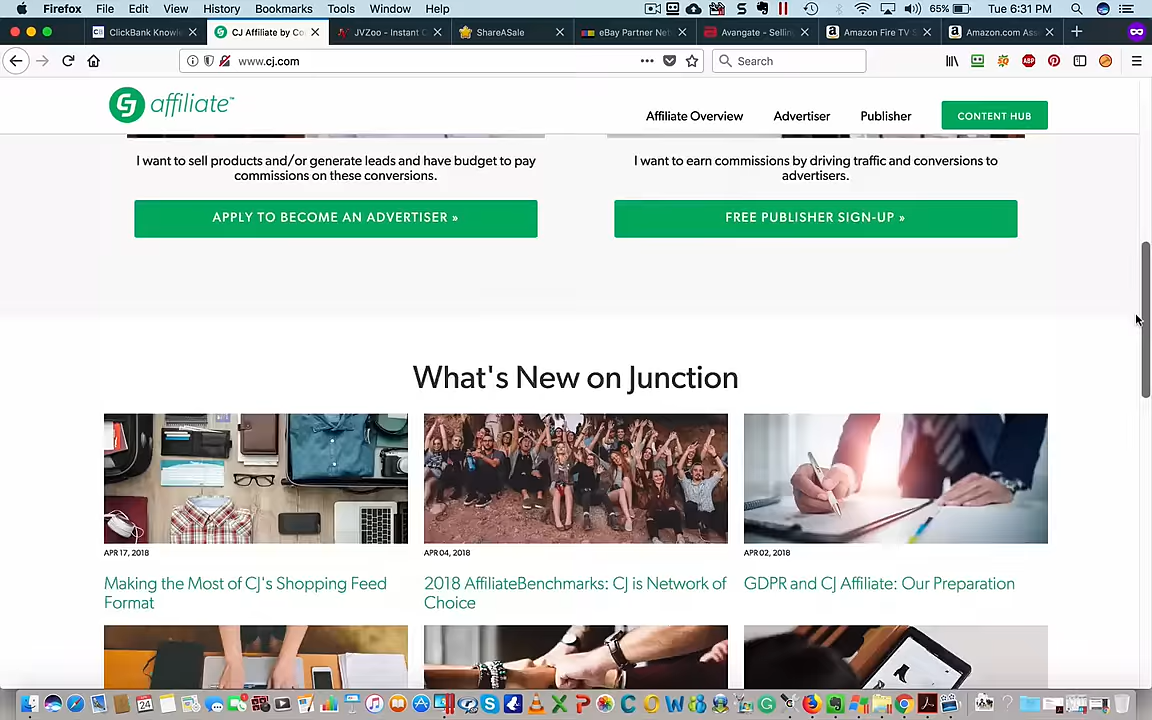 Firefox File Edit View History Bookmarks Tools Window Help 65% Tue 6:31 PM
ClickBank Knowl CJ Affiliate by Co JVZoo - Instant C ShareASale eBay Partner Net Avangate - Sellin Amazon Fire TV S Amazon.com Ass
www.cj.com Search
affiliate
Affiliate Overview Advertiser Publisher CONTENT HUB
I want to sell products and/or generate leads and have budget to pay
commissions on these conversions.
I want to earn commissions by driving traffic and conversions to
advertisers.
APPLY TO BECOME AN ADVERTISER »
FREE PUBLISHER SIGN-UP »
What's New on Junction
APR 17, 2018
APR 04, 2018
APR 02, 2018
Making the Most of CJ's Shopping Feed
Format
2018 AffiliateBenchmarks: CJ is Network of
Choice
GDPR and CJ Affiliate: Our Preparation